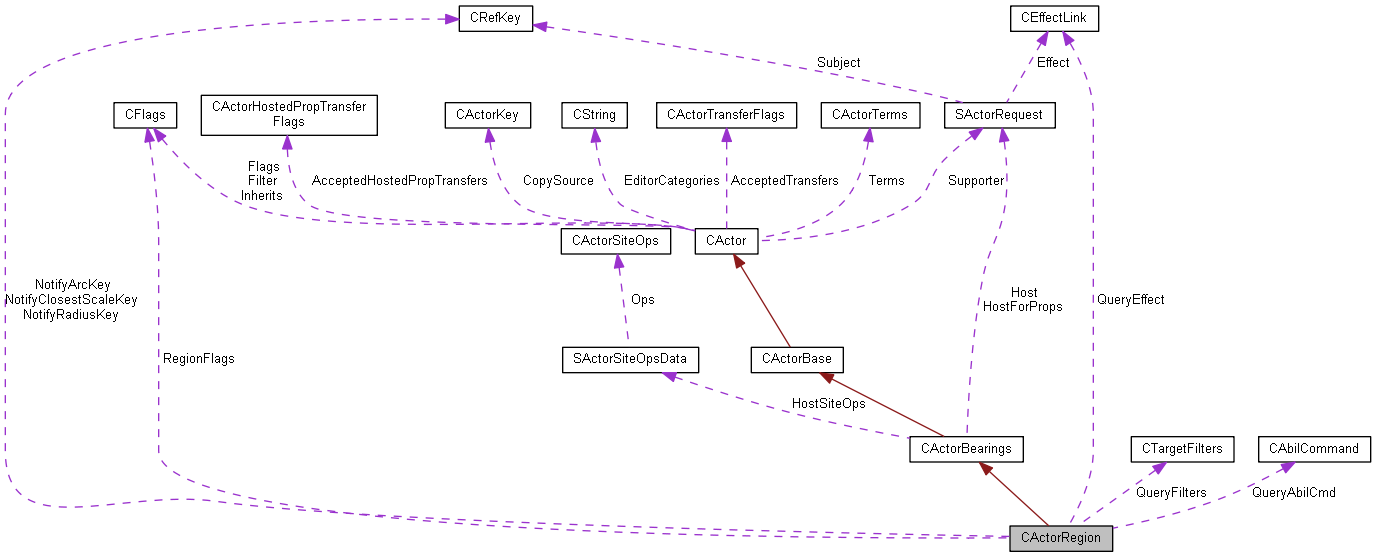 CRefKey
CEffectLink
Subject
Effect
CFlags
CActorHostedPropTransfer
Flags
CActorKey
CString
CActorTransferFlags
CActorTerms
SActorRequest
Flags
Filter
Inherits
AcceptedHostedPropTransfers
CopySource
EditorCategories
AcceptedTransfers
Terms
Supporter
CActorSiteOps
CActor
NotifyArcKey
NotifyClosestScaleKey
NotifyRadiusKey
Ops
Host
HostForProps
QueryEffect
RegionFlags
SActorSiteOpsData
CActorBase
HostSiteOps
CActorBearings
CTargetFilters
CAbilCommand
QueryFilters
QueryAbilCmd
CActorRegion